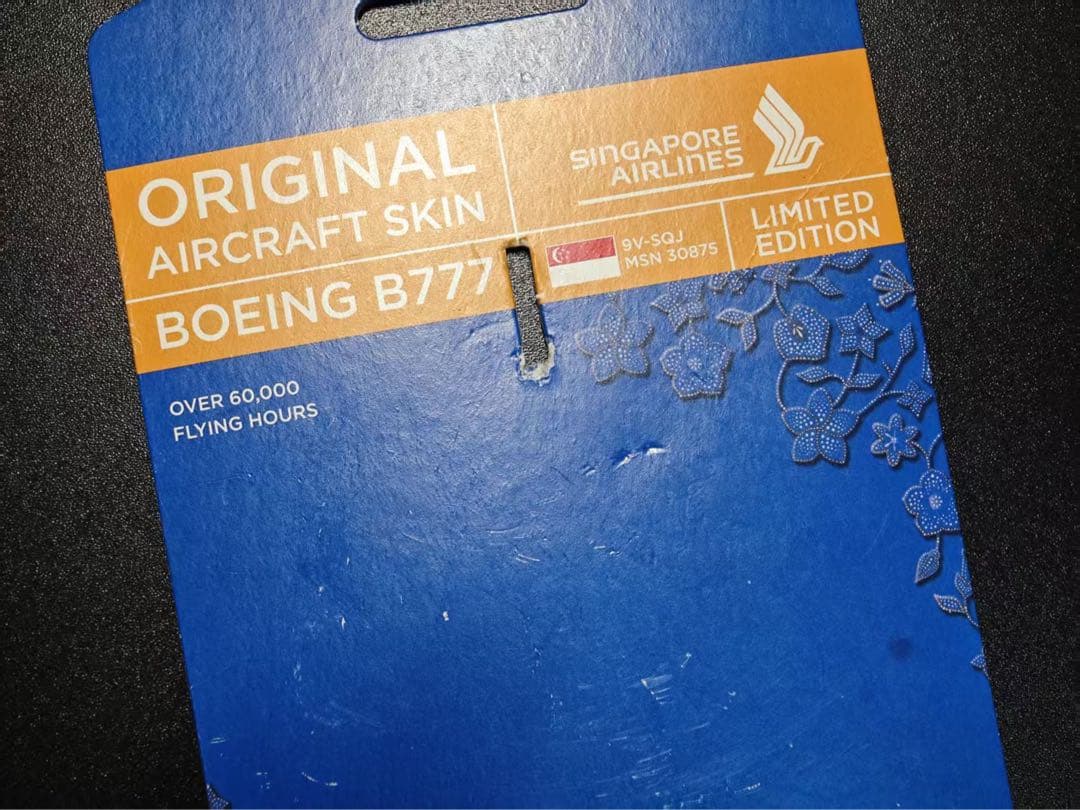 ORIGINAL
AIRCRAFT SKIN
BOEING B777
SINGAPORE
AIRLINES
9V-SQJ
MSN 30875
LIMITED
EDITION
OVER 60,000
FLYING HOURS